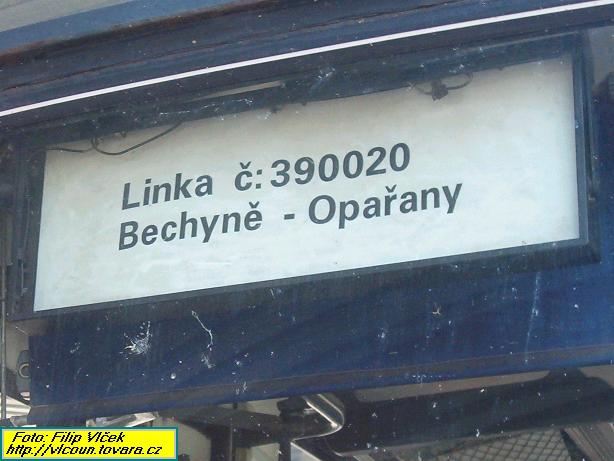 Linka č: 390020
Bechyně - Opařany
Foto: Filip Vlček
http://vlcoun.tovara.cz